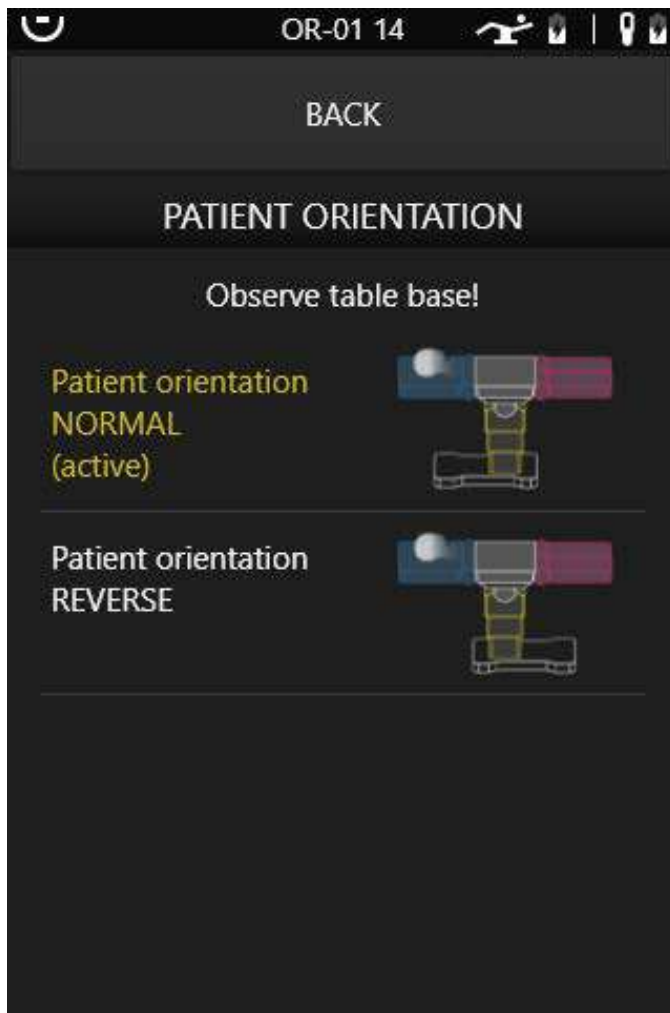 OR-01 14
BACK
PATIENT ORIENTATION
Observe table base!
Patient orientation
NORMAL
(active)
Patient orientation
REVERSE